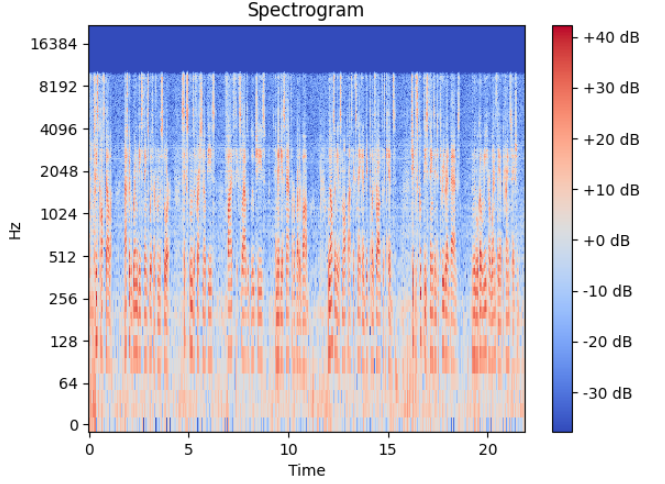 Spectrogram
16384
8192
4096
2048
1024
512
256
128
64
0
Hz
0
5
10
15
20
Time
+40 dB
+30 dB
+20 dB
+10 dB
+0 dB
-10 dB
-20 dB
-30 dB